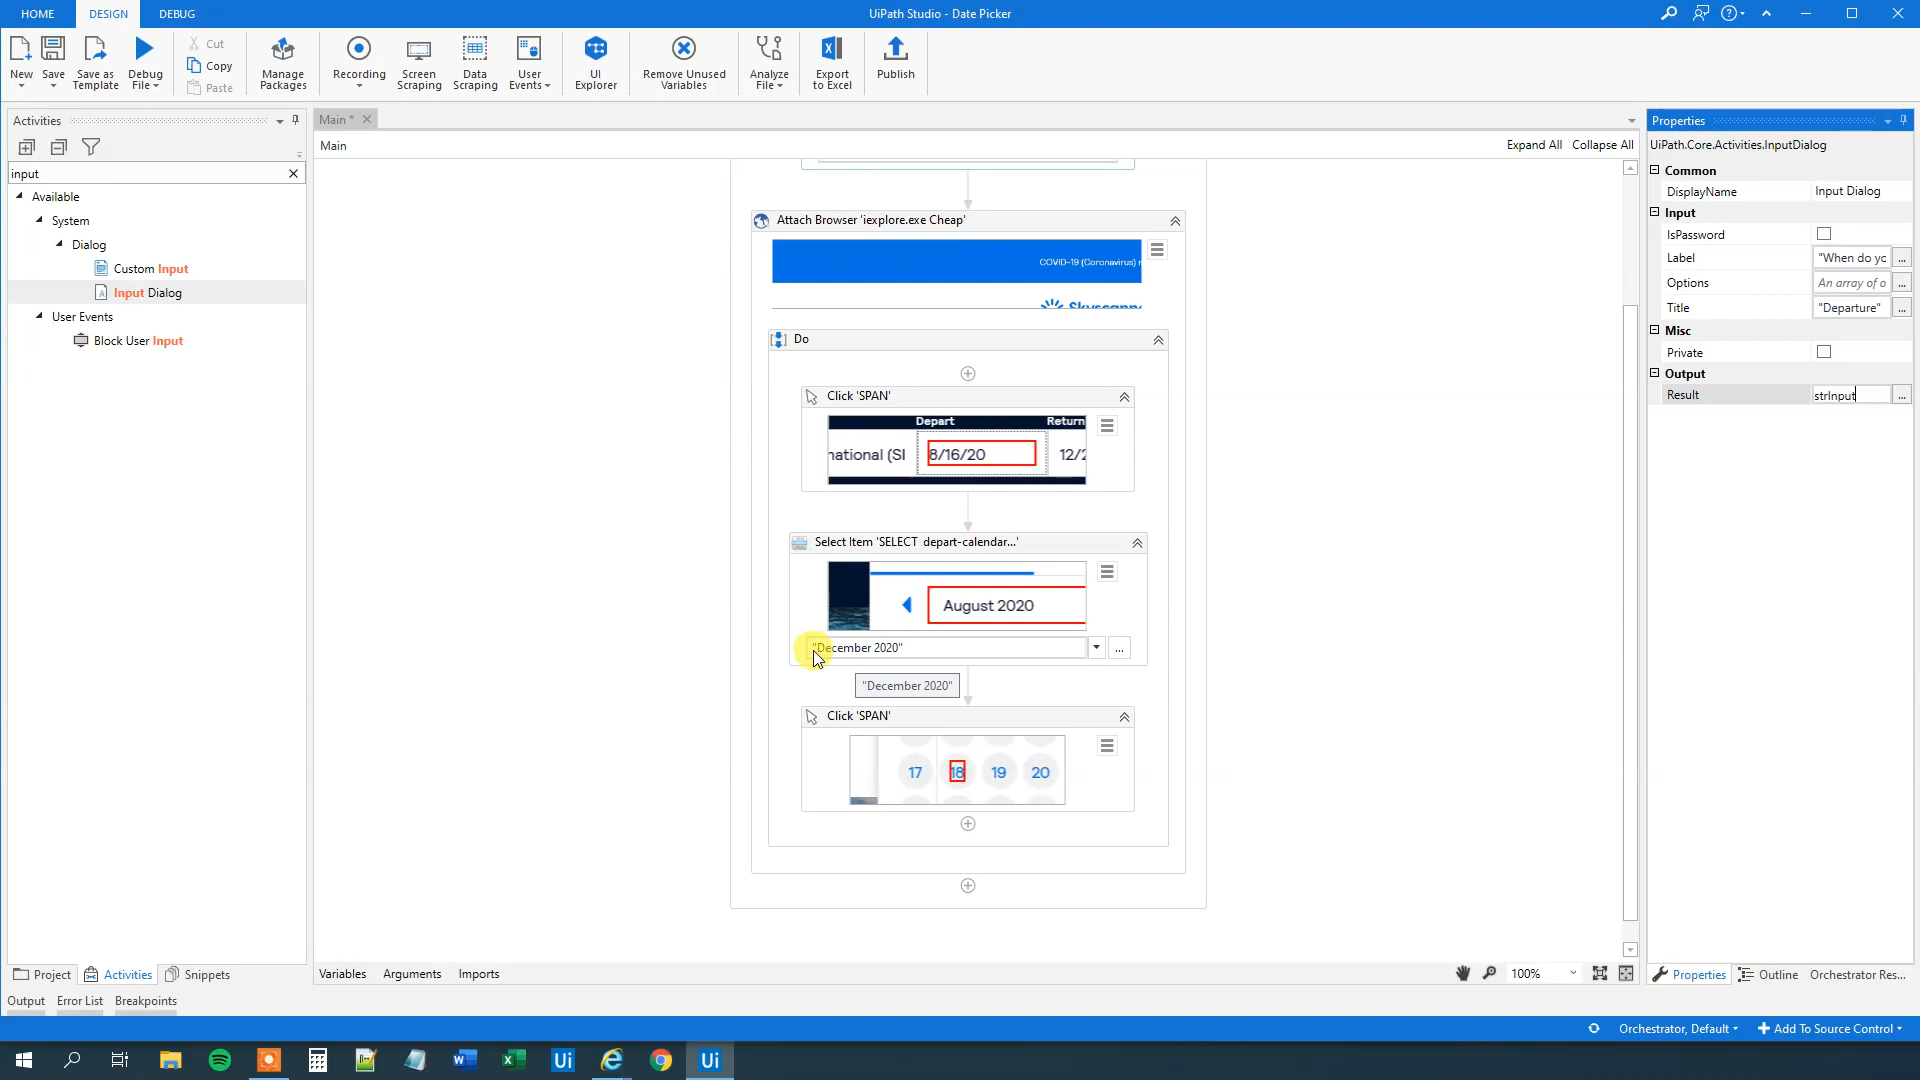 HOME
DESIGN
DEBUG
UiPath Studio - Date Picker
New
Save
Save as Template
Debug File
Cut
Copy
Paste
Manage Packages
Recording
Screen Scraping
Data Scraping
User Events
UI Explorer
Remove Unused Variables
Analyze File
Export to Excel
Publish
Activities
input
Available
System
Dialog
Custom Input
Input Dialog
User Events
Block User Input
Main *
Main
Expand All
Collapse All
Attach Browser 'iexplore.exe Cheap'
COVID-19 (Coronavirus)
Do
Click 'SPAN'
Depart
Return
national (SI
8/16/20
12/2
Select Item 'SELECT depart-calendar...'
August 2020
"December 2020"
...
"December 2020"
Click 'SPAN'
17
18
19
20
Properties
UiPath.Core.Activities.InputDialog
Common
DisplayName
Input Dialog
Input
IsPassword
Label
"When do yc
...
Options
An array of o
...
Title
"Departure"
...
Misc
Private
Output
Result
strInput
...
Project
Activities
Snippets
Variables
Arguments
Imports
100%
Properties
Outline
Orchestrator Res...
Output
Error List
Breakpoints
Orchestrator, Default
Add To Source Control
Ui
Ui